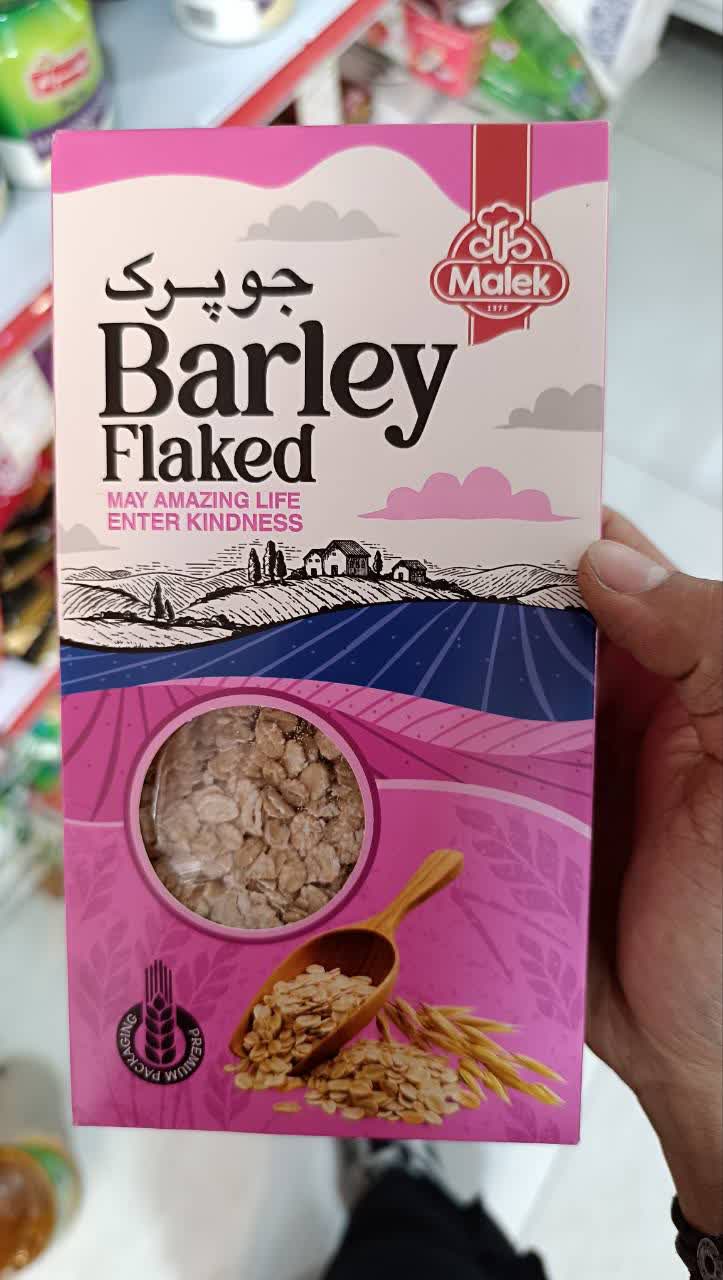 جو پرک
Barley
Flaked
MAY AMAZING LIFE
ENTER KINDNESS
Malek
PREMIUM PACKAGING